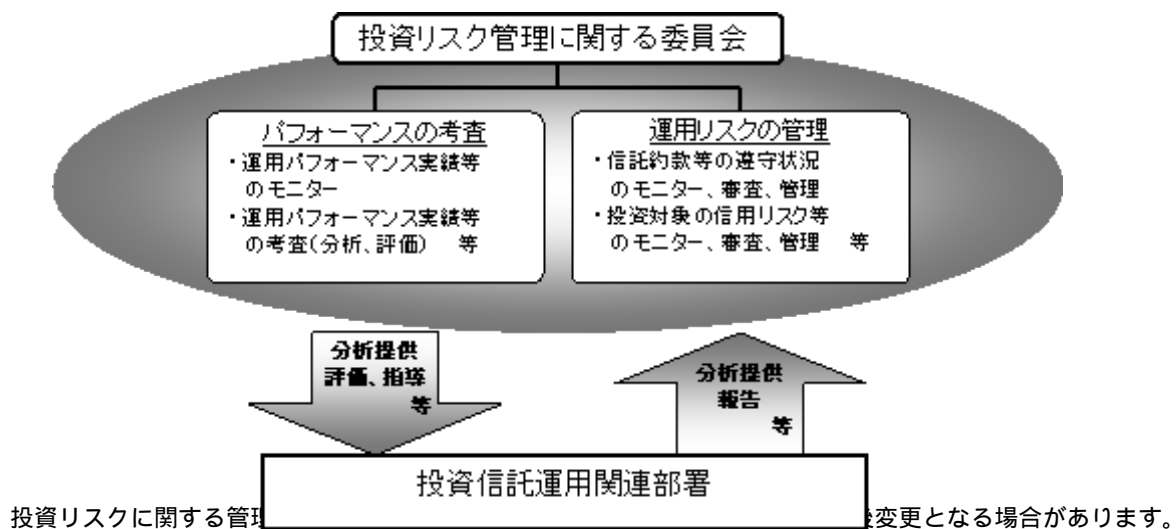 投資リスク管理に関する委員会
パフォーマンスの考査
・運用パフォーマンス実績等
のモニター
・運用パフォーマンス実績等
の考査(分析、評価) 等
運用リスクの管理
・信託約款等の遵守状況
のモニター、審査、管理
・投資対象の信用リスク等
のモニター、審査、管理 等
分析提供
評価、指導
等
分析提供
報告
等
投資信託運用関連部署
投資リスクに関する管 変更となる場合があります。